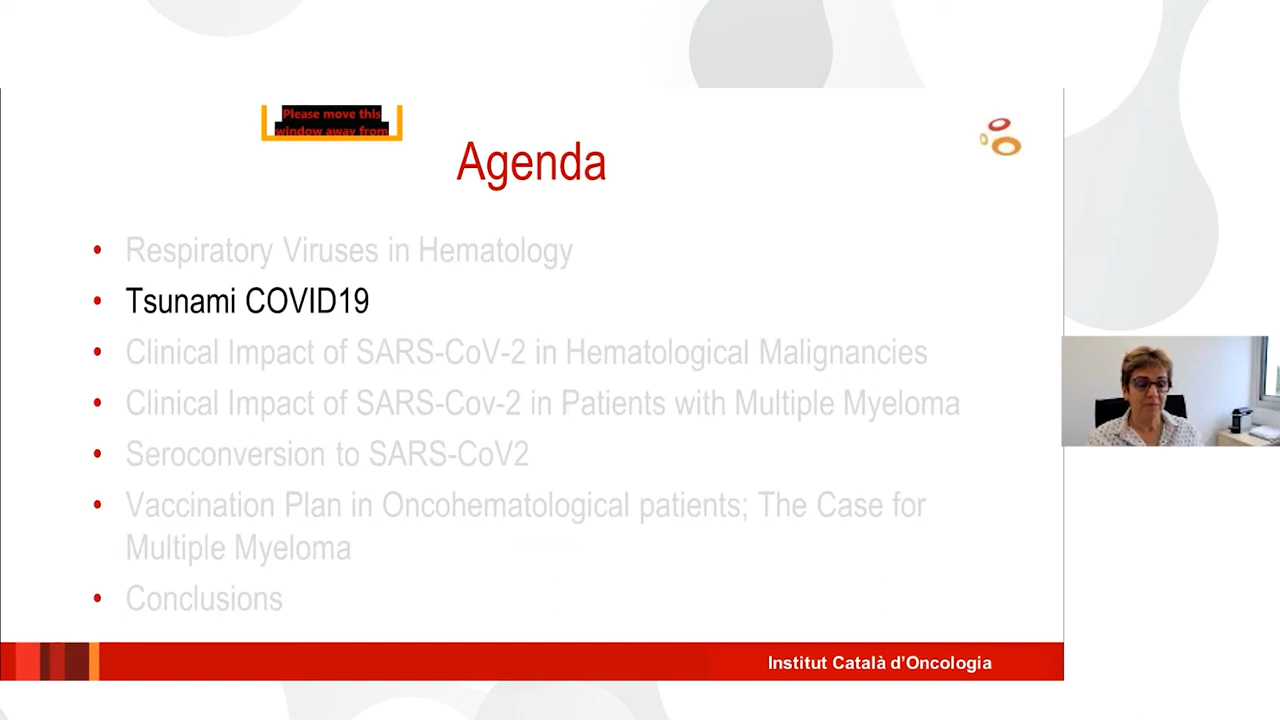 Please move this
window away from
Agenda
• Respiratory Viruses in Hematology
• Tsunami COVID19
• Clinical Impact of SARS-CoV-2 in Hematological Malignancies
• Clinical Impact of SARS-Cov-2 in Patients with Multiple Myeloma
• Seroconversion to SARS-CoV2
• Vaccination Plan in Oncohematological patients; The Case for
Multiple Myeloma
• Conclusions
Institut Català d'Oncologia